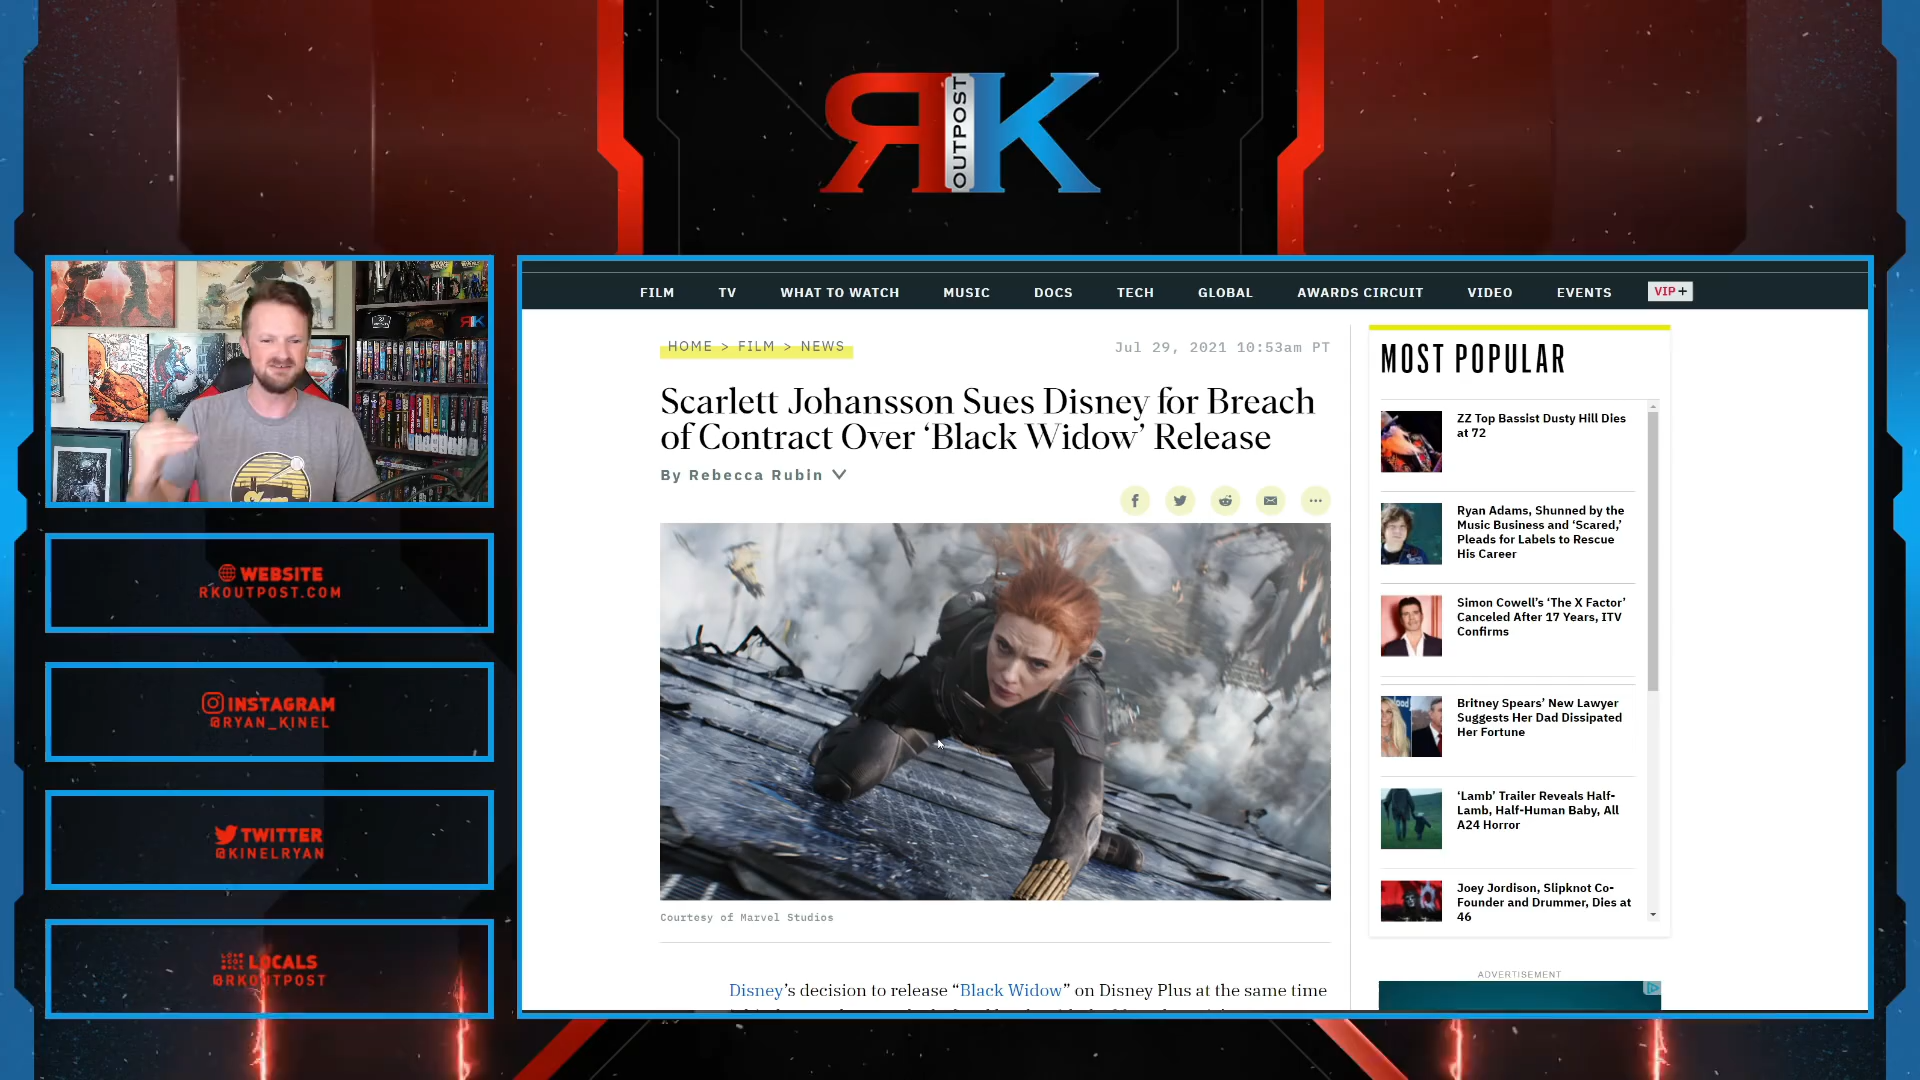 RK
OUTPOST
WEBSITE
RKOUTPOST.COM
INSTAGRAM
@RYAN_KINEL
TWITTER
@KINELRYAN
LOCALS
@RKOUTPOST
FILM TV WHAT TO WATCH MUSIC DOCS TECH GLOBAL AWARDS CIRCUIT VIDEO EVENTS VIP+
HOME > FILM > NEWS
Jul 29, 2021 10:53am PT
Scarlett Johansson Sues Disney for Breach
of Contract Over ‘Black Widow’ Release
By Rebecca Rubin
Courtesy of Marvel Studios
Disney’s decision to release “Black Widow” on Disney Plus at the same time
MOST POPULAR
ZZ Top Bassist Dusty Hill Dies
at 72
Ryan Adams, Shunned by the
Music Business and ‘Scared,’
Pleads for Labels to Rescue
His Career
Simon Cowell’s ‘The X Factor’
Canceled After 17 Years, ITV
Confirms
Britney Spears’ New Lawyer
Suggests Her Dad Dissipated
Her Fortune
‘Lamb’ Trailer Reveals Half-
Lamb, Half-Human Baby, All
A24 Horror
Joey Jordison, Slipknot Co-
Founder and Drummer, Dies at
46
ADVERTISEMENT